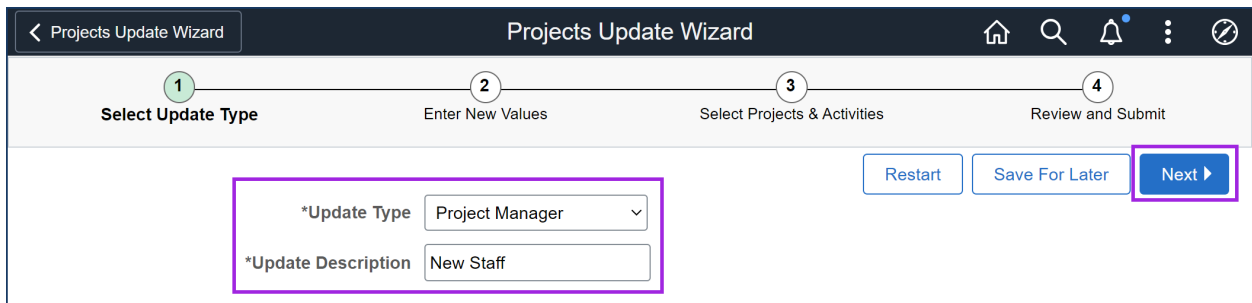 Projects Update Wizard
Projects Update Wizard
1
2
3
4
Select Update Type
Enter New Values
Select Projects & Activities
Review and Submit
Restart
Save For Later
Next
*Update Type
Project Manager
*Update Description
New Staff